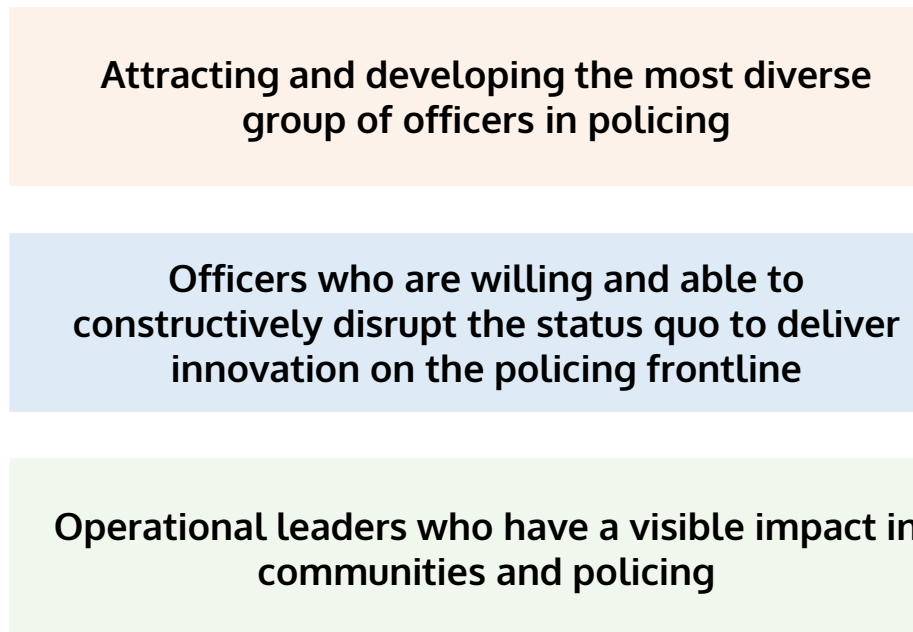 Attracting and developing the most diverse
group of officers in policing
Officers who are willing and able to
constructively disrupt the status quo to deliver
innovation on the policing frontline
Operational leaders who have a visible impact in
communities and policing